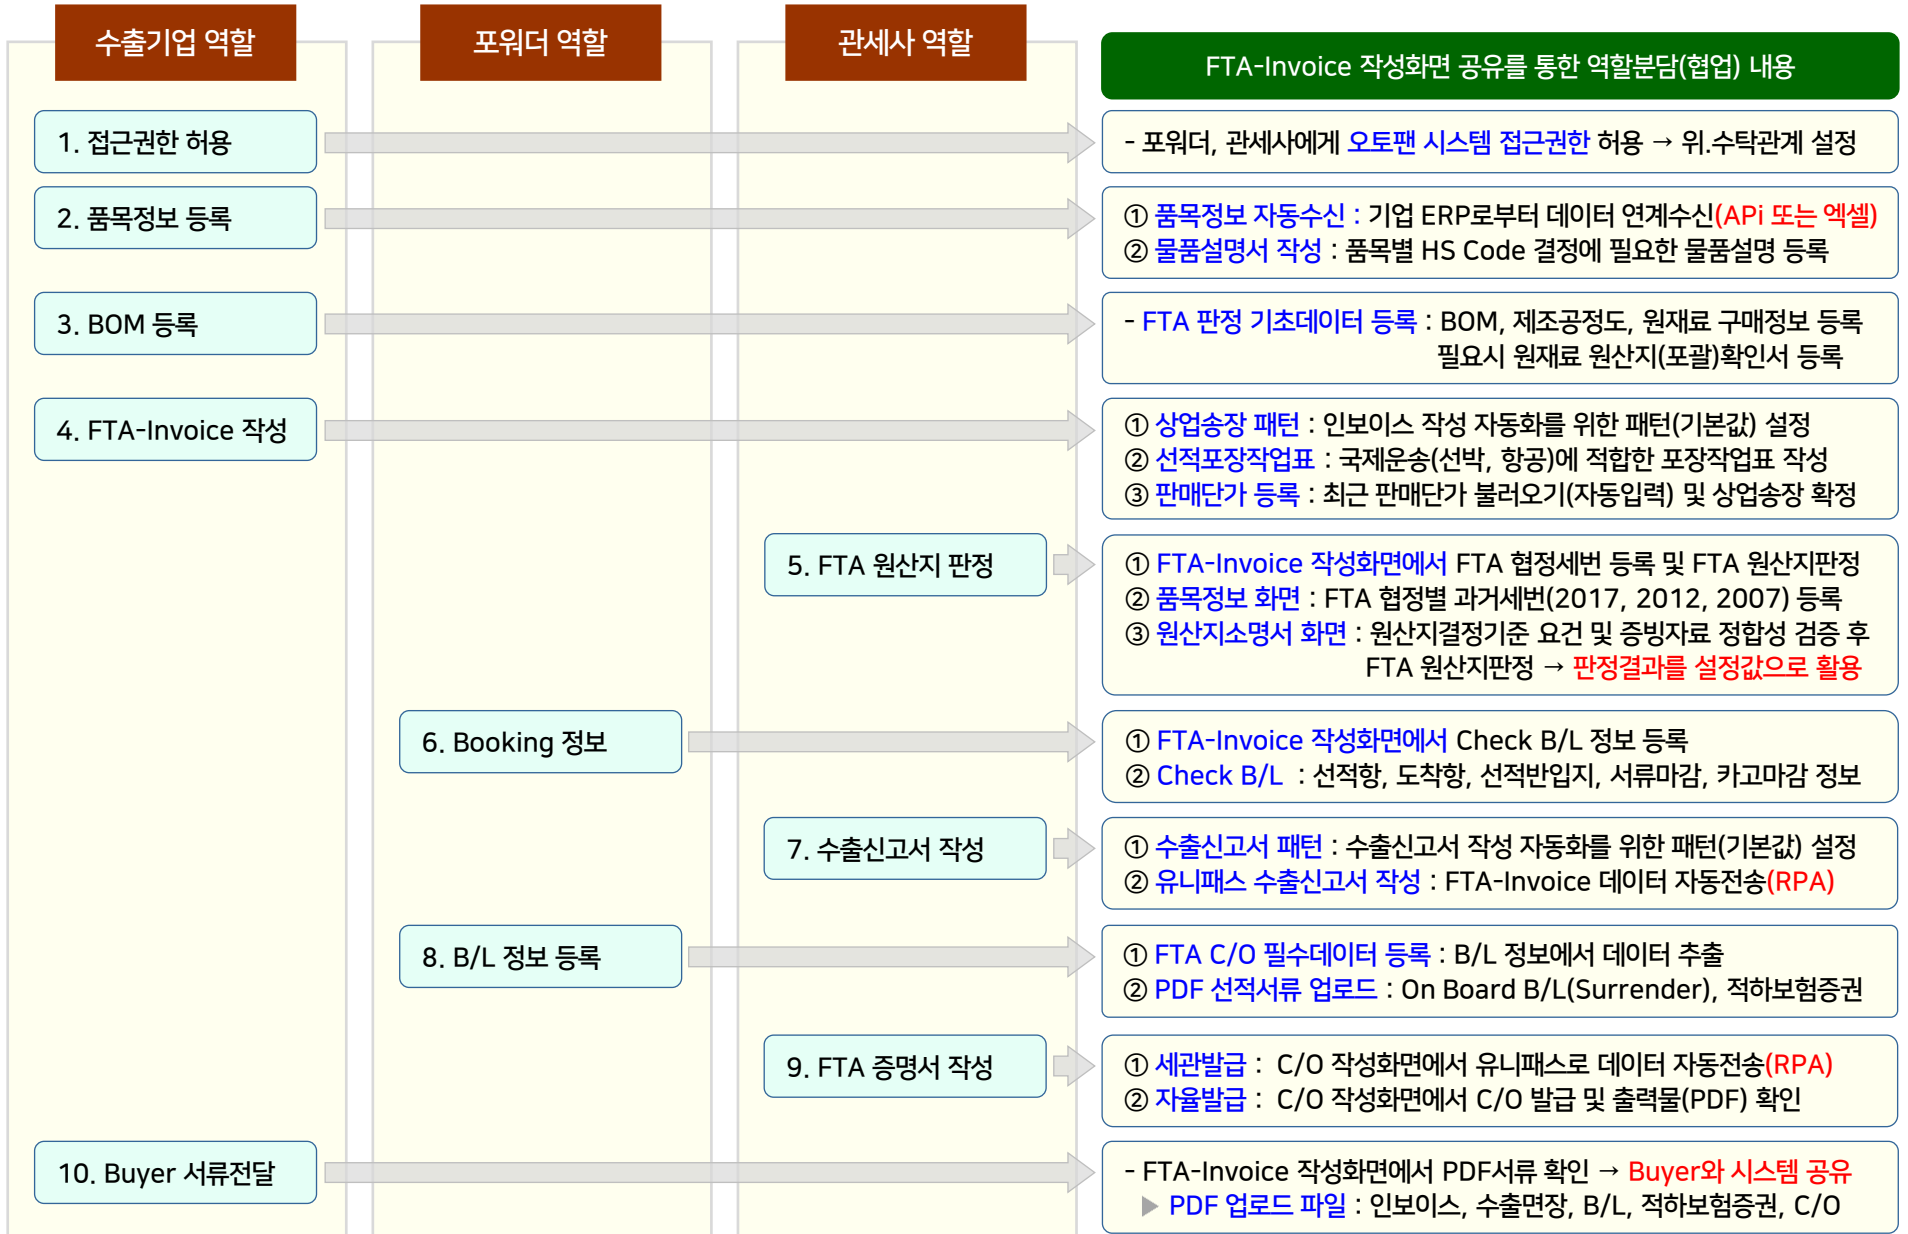 수출기업 역할
포워더 역할
관세사 역할
FTA-Invoice 작성화면 공유를 통한 역할분담(협업) 내용
1. 접근권한 허용
- 포워더, 관세사에게 오토팬 시스템 접근권한 허용 → 위.수탁관계 설정
2. 품목정보 등록
① 품목정보 자동수신 : 기업 ERP로부터 데이터 연계수신(APi 또는 엑셀)
② 물품설명서 작성 : 품목별 HS Code 결정에 필요한 물품설명 등록
3. BOM 등록
- FTA 판정 기초데이터 등록 : BOM, 제조공정도, 원재료 구매정보 등록
필요시 원재료 원산지(포괄)확인서 등록
4. FTA-Invoice 작성
① 상업송장 패턴 : 인보이스 작성 자동화를 위한 패턴(기본값) 설정
② 선적포장작업표 : 국제운송(선박, 항공)에 적합한 포장작업표 작성
③ 판매단가 등록 : 최근 판매단가 불러오기(자동입력) 및 상업송장 확정
5. FTA 원산지 판정
① FTA-Invoice 작성화면에서 FTA 협정세번 등록 및 FTA 원산지판정
② 품목정보 화면 : FTA 협정별 과거세번(2017, 2012, 2007) 등록
③ 원산지소명서 화면 : 원산지결정기준 요건 및 증빙자료 정합성 검증 후
FTA 원산지판정 → 판정결과를 설정값으로 활용
6. Booking 정보
① FTA-Invoice 작성화면에서 Check B/L 정보 등록
② Check B/L : 선적항, 도착항, 선적반입지, 서류마감, 카고마감 정보
7. 수출신고서 작성
① 수출신고서 패턴 : 수출신고서 작성 자동화를 위한 패턴(기본값) 설정
② 유니패스 수출신고서 작성 : FTA-Invoice 데이터 자동전송(RPA)
8. B/L 정보 등록
① FTA C/O 필수데이터 등록 : B/L 정보에서 데이터 추출
② PDF 선적서류 업로드 : On Board B/L(Surrender), 적하보험증권
9. FTA 증명서 작성
① 세관발급 : C/O 작성화면에서 유니패스로 데이터 자동전송(RPA)
② 자율발급 : C/O 작성화면에서 C/O 발급 및 출력물(PDF) 확인
10. Buyer 서류전달
- FTA-Invoice 작성화면에서 PDF서류 확인 → Buyer와 시스템 공유
▶ PDF 업로드 파일 : 인보이스, 수출면장, B/L, 적하보험증권, C/O